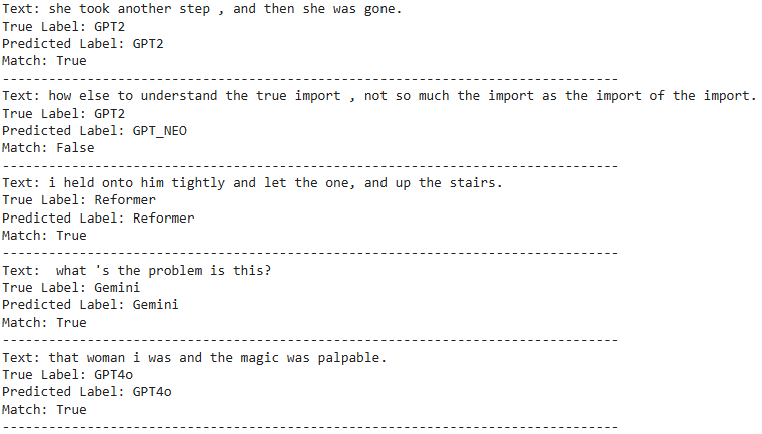 Text: she took another step , and then she was gone.
True Label: GPT2
Predicted Label: GPT2
Match: True
--------------------------------------------------------------------------------
Text: how else to understand the true import , not so much the import as the import of the import.
True Label: GPT2
Predicted Label: GPT_NEO
Match: False
--------------------------------------------------------------------------------
Text: i held onto him tightly and let the one, and up the stairs.
True Label: Reformer
Predicted Label: Reformer
Match: True
--------------------------------------------------------------------------------
Text:  what 's the problem is this?
True Label: Gemini
Predicted Label: Gemini
Match: True
--------------------------------------------------------------------------------
Text: that woman i was and the magic was palpable.
True Label: GPT4o
Predicted Label: GPT4o
Match: True
--------------------------------------------------------------------------------